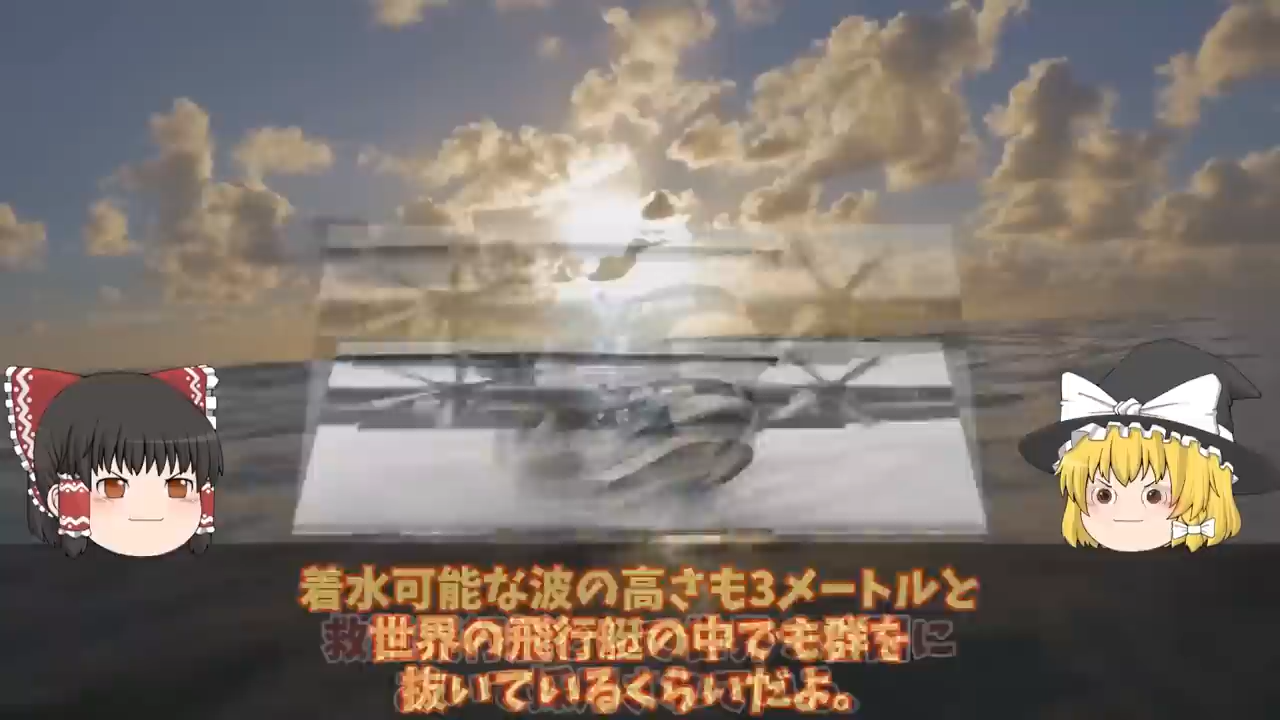 着水可能な波の高さも3メートルと
世界の飛行艇の中でも群を
抜いているくらいだよ。